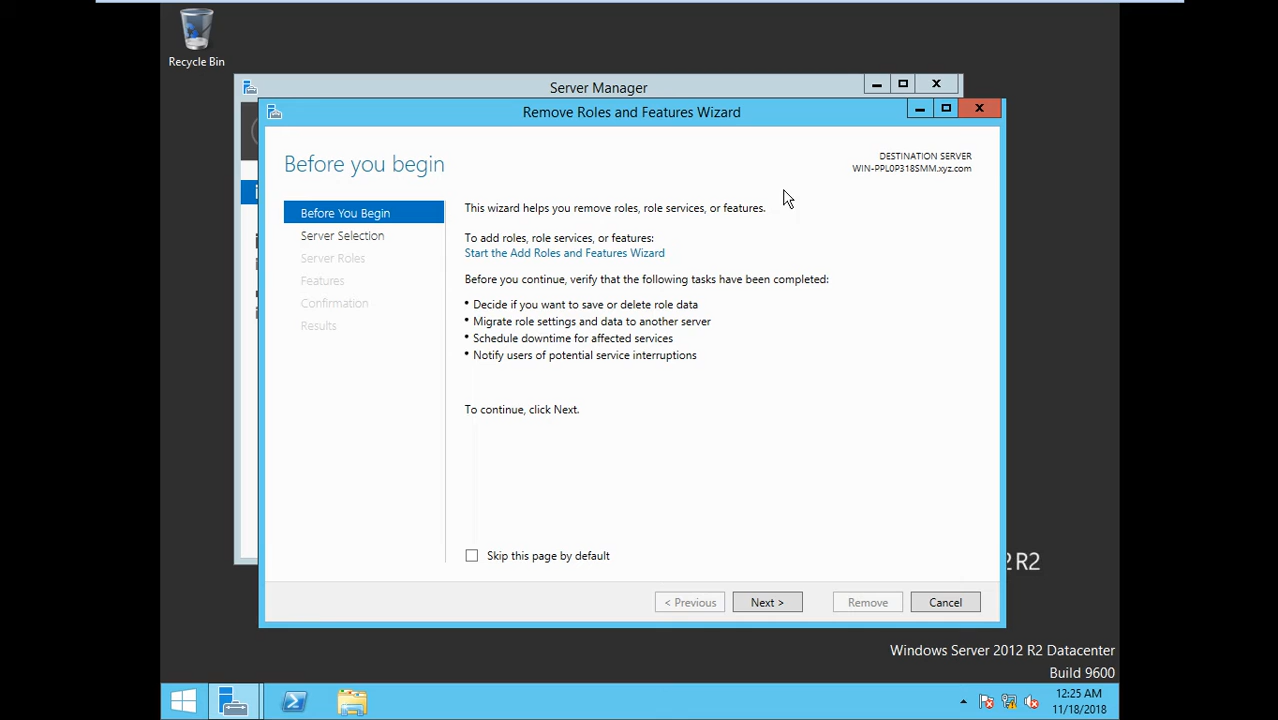 Recycle Bin
Server Manager
Remove Roles and Features Wizard
Before you begin
DESTINATION SERVER
WIN-PPL0P318SMM.xyz.com
Before You Begin
Server Selection
Server Roles
Features
Confirmation
Results
This wizard helps you remove roles, role services, or features.
To add roles, role services, or features:
Start the Add Roles and Features Wizard
Before you continue, verify that the following tasks have been completed:
• Decide if you want to save or delete role data
• Migrate role settings and data to another server
• Schedule downtime for affected services
• Notify users of potential service interruptions
To continue, click Next.
Skip this page by default
< Previous
Next >
Remove
Cancel
2 R2
Windows Server 2012 R2 Datacenter
Build 9600
12:25 AM
11/18/2018